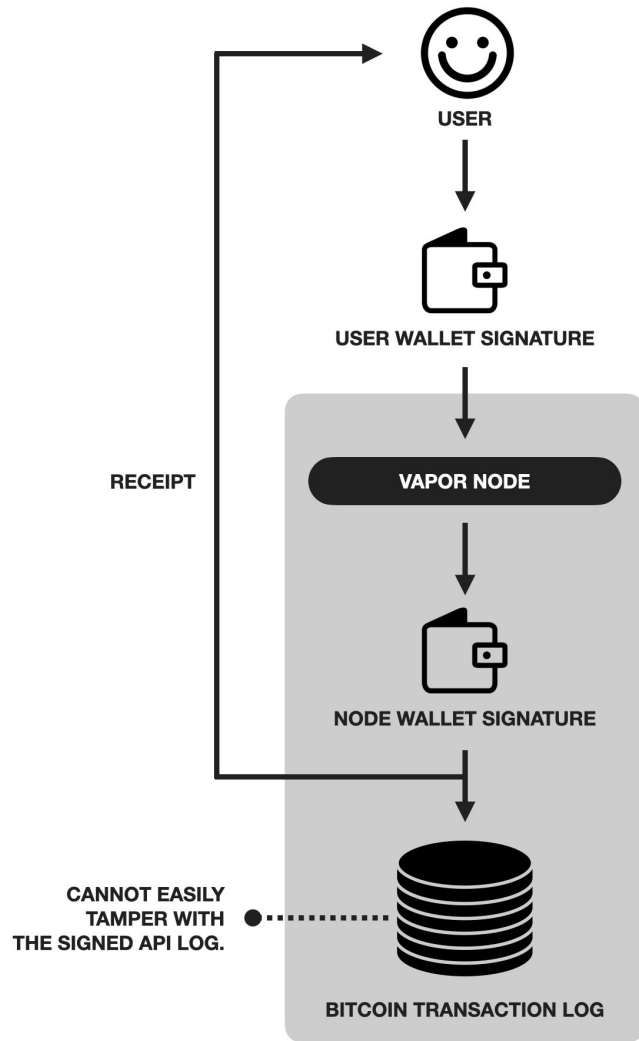 USER
USER WALLET SIGNATURE
RECEIPT
VAPOR NODE
NODE WALLET SIGNATURE
CANNOT EASILY
TAMPER WITH
THE SIGNED API LOG.
BITCOIN TRANSACTION LOG